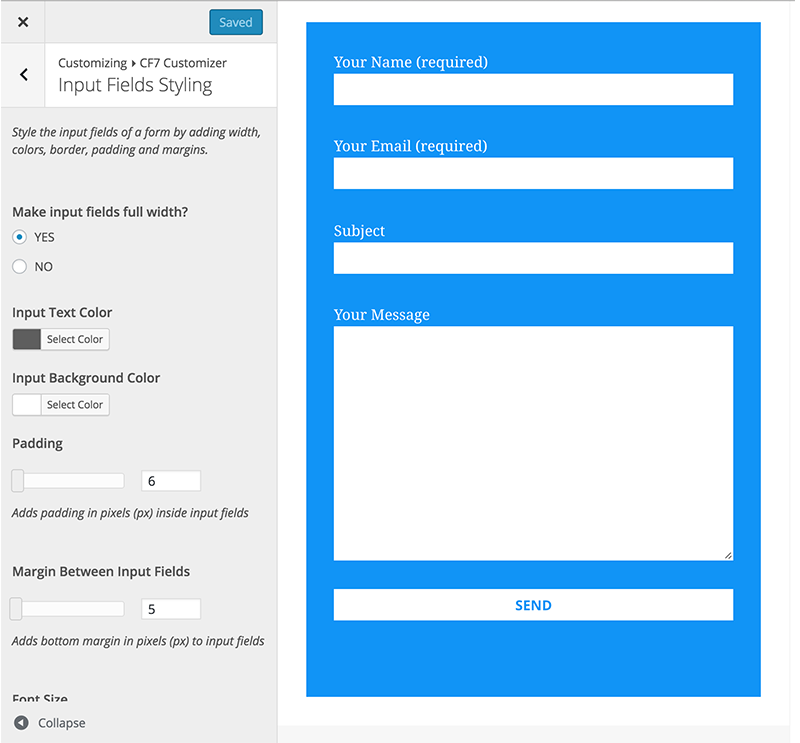 Saved
Customizing ▸ CF7 Customizer
Input Fields Styling
Style the input fields of a form by adding width,
colors, border, padding and margins.
Make input fields full width?
YES
NO
Input Text Color
Select Color
Input Background Color
Select Color
Padding
6
Adds padding in pixels (px) inside input fields
Margin Between Input Fields
5
Adds bottom margin in pixels (px) to input fields
Font Size
Collapse
Your Name (required)
Your Email (required)
Subject
Your Message
SEND